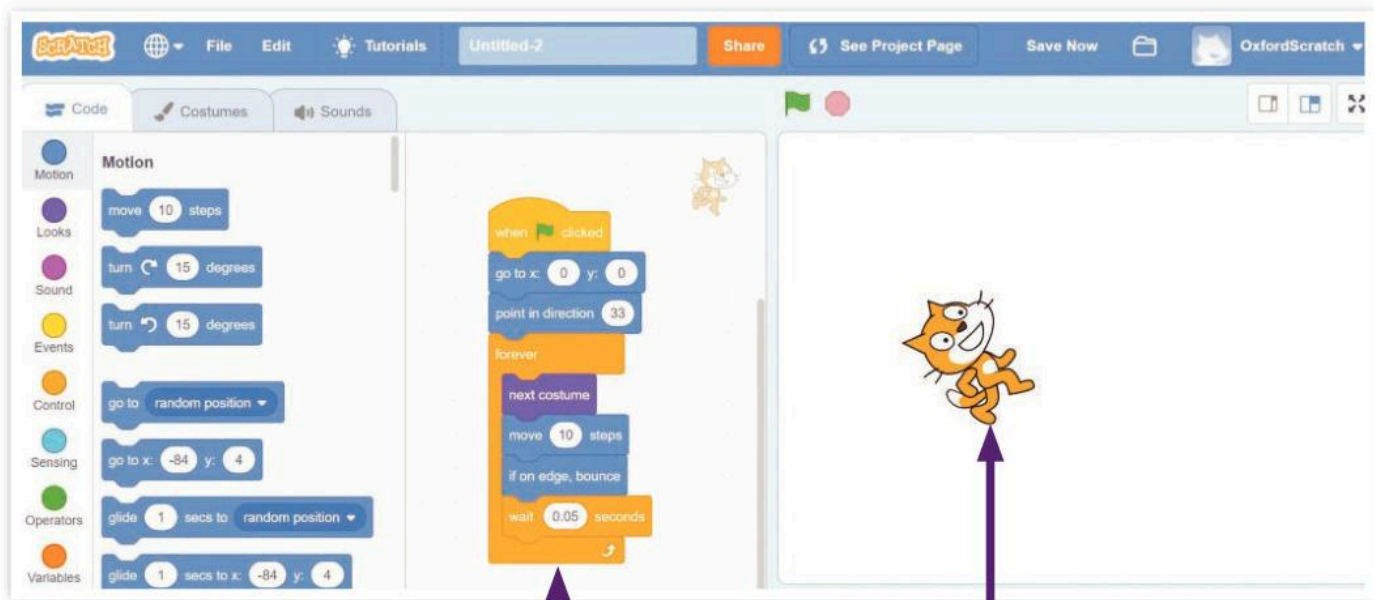 SCRATCH File Edit Tutorials Untitled-2 Share See Project Page Save Now OxfordScratch
Code Costumes Sounds
Motion
Looks
Sound
Events
Control
Sensing
Operators
Variables
Motion
move 10 steps
turn 15 degrees
turn 15 degrees
go to random position
go to x: -84 y: 4
glide 1 secs to random position
glide 1 secs to x: -84 y: 4
when clicked
go to x: 0 y: 0
point in direction 33
forever
next costume
move 10 steps
if on edge, bounce
wait 0.05 seconds